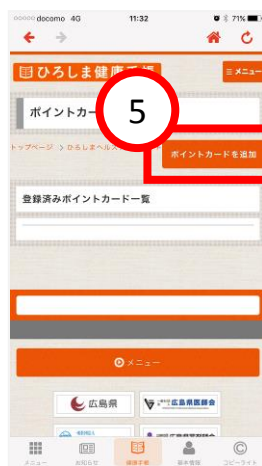 docomo 4G 11:32 71%
ひろしま健康手帳
メニュー
ポイントカー
5
トップページ > ひろしまヘルス
ポイントカードを追加
登録済みポイントカード一覧
メニュー
広島県
広島県医師会
メニュー お知らせ 健康手帳 基本情報 コピーライト